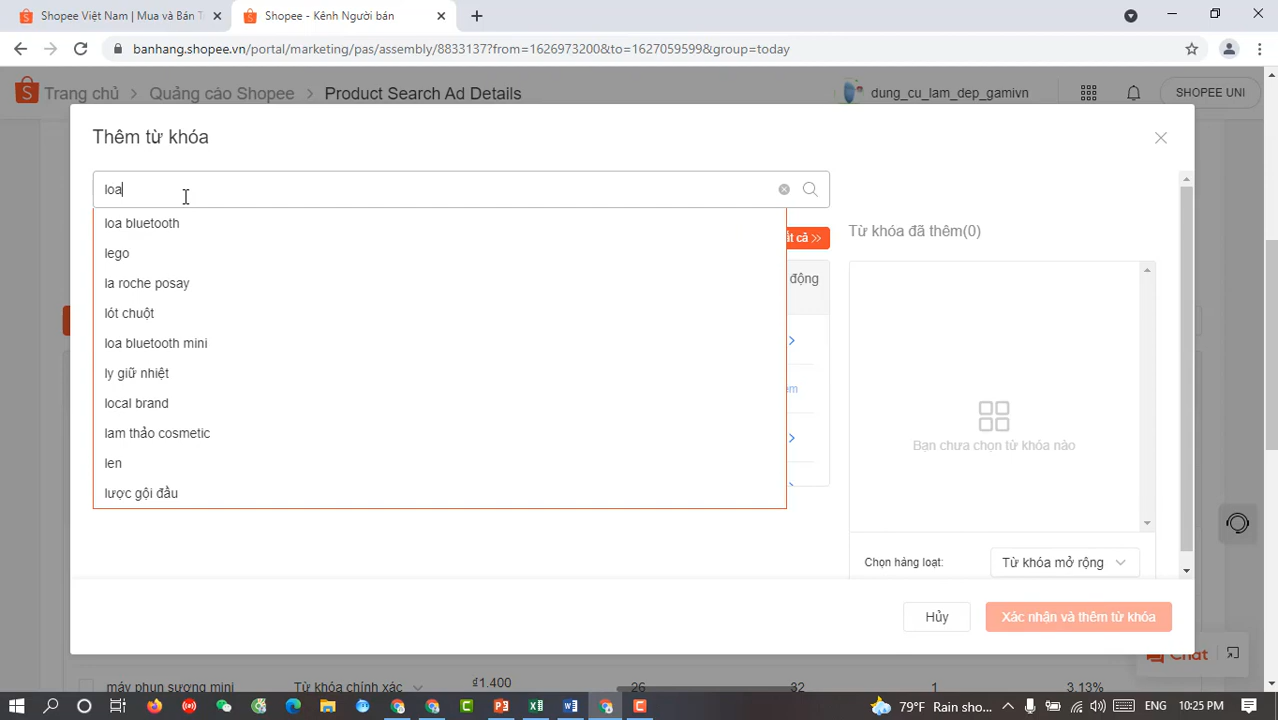 Shopee Việt Nam | Mua và Bán T
Shopee - Kênh Người bán
banhang.shopee.vn/portal/marketing/pas/assembly/8833137?from=1626973200&to=1627059599&group=today
Trang chủ > Quảng cáo Shopee > Product Search Ad Details
dung_cu_lam_dep_gamivn
SHOPEE UNI
Thêm từ khóa
loa
loa bluetooth
lego
la roche posay
lót chuột
loa bluetooth mini
ly giữ nhiệt
local brand
lam thảo cosmetic
len
lược gội đầu
ất cả >>
động
êm
Từ khóa đã thêm(0)
Bạn chưa chọn từ khóa nào
Chọn hàng loạt:
Từ khóa mở rộng
Hủy
Xác nhận và thêm từ khóa
Chat
máy phun sương mini
Từ khóa chính xác
₫1.400
26
32
1
3.13%
79°F Rain sho...
ENG
10:25 PM